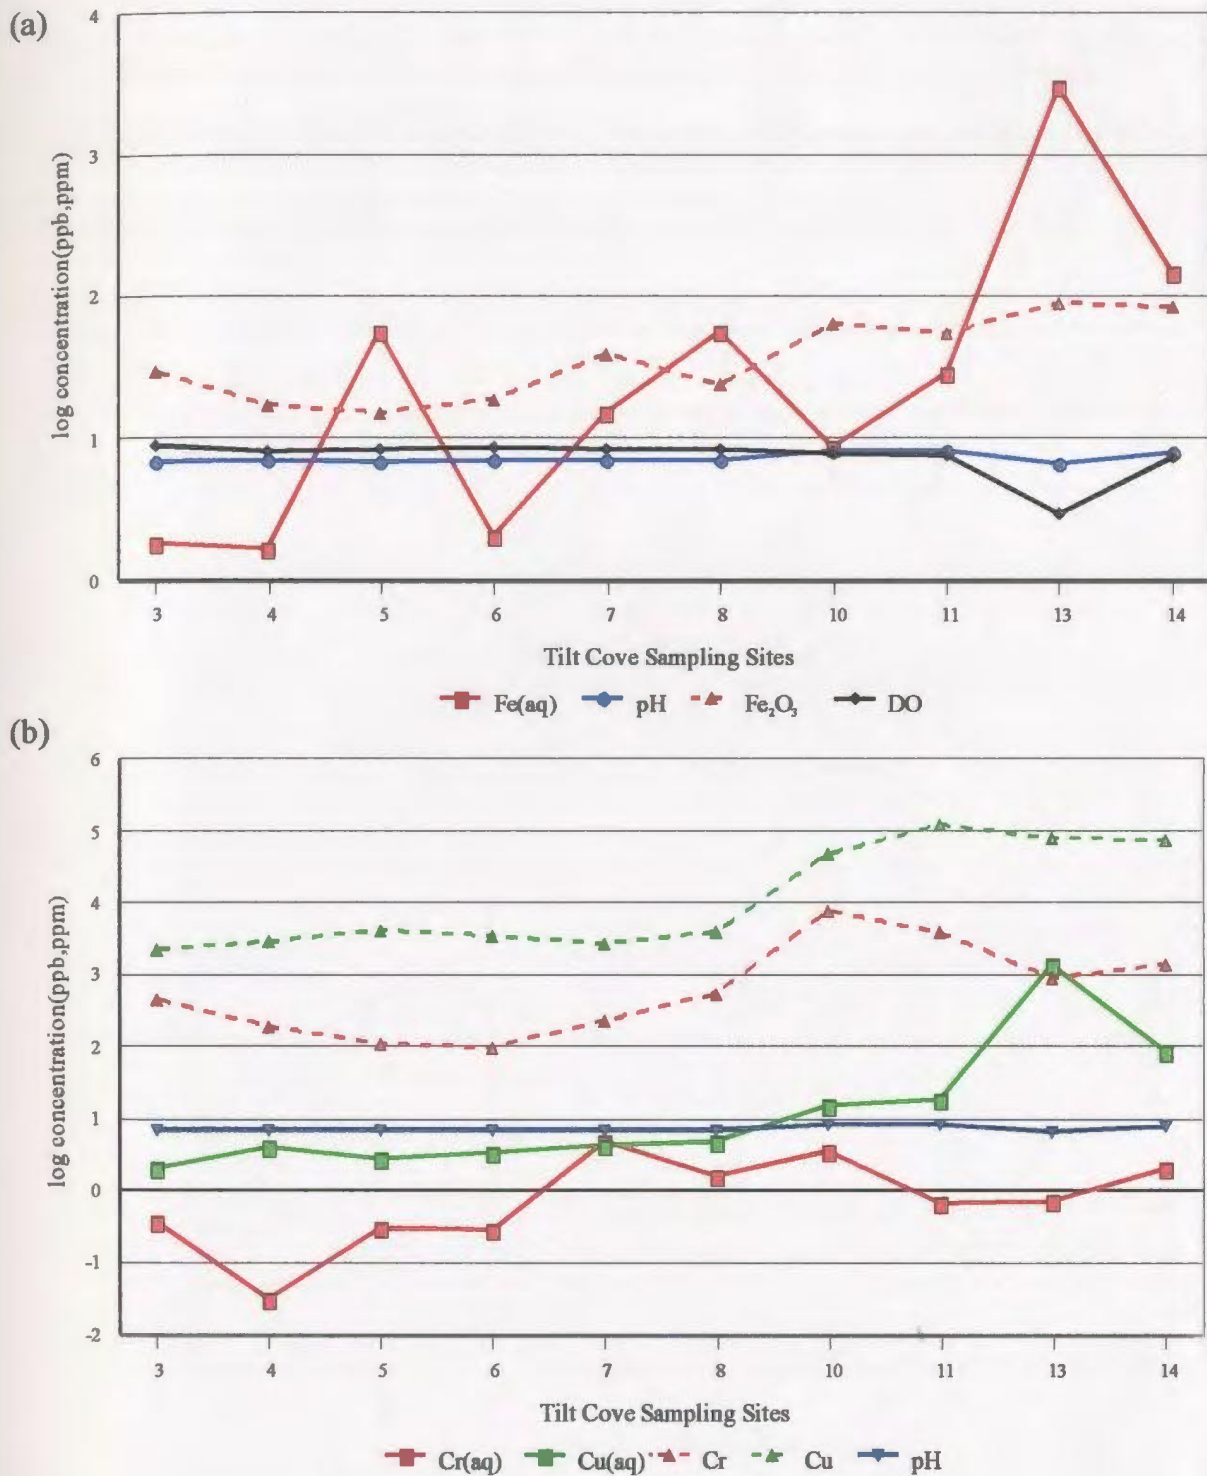 (a)
4
3
2
1
0
log concentration(ppb,ppm)
3 4 5 6 7 8 10 11 13 14
Tilt Cove Sampling Sites
Fe(aq) pH Fe₂O₃ DO
(b)
6
5
4
3
2
1
0
-1
-2
log concentration(ppb,ppm)
3 4 5 6 7 8 10 11 13 14
Tilt Cove Sampling Sites
Cr(aq) Cu(aq) Cr Cu pH